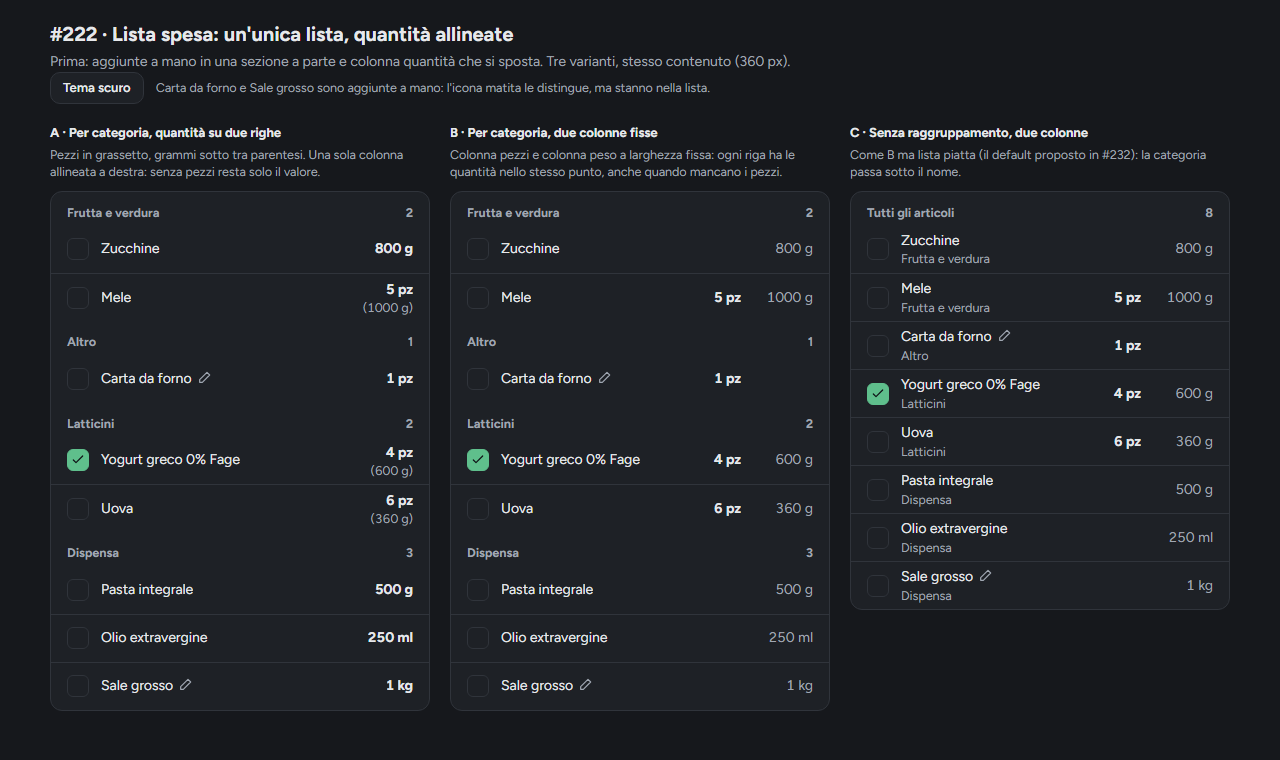 #222 · Lista spesa: un'unica lista, quantità allineate
Prima: aggiunte a mano in una sezione a parte e colonna quantità che si sposta. Tre varianti, stesso contenuto (360 px).
Tema scuro
Carta da forno e Sale grosso sono aggiunte a mano: l'icona matita le distingue, ma stanno nella lista.
A · Per categoria, quantità su due righe
Pezzi in grassetto, grammi sotto tra parentesi. Una sola colonna
allineata a destra: senza pezzi resta solo il valore.
Frutta e verdura 2
Zucchine 800 g
Mele 5 pz
(1000 g)
Altro 1
Carta da forno 1 pz
Latticini 2
Yogurt greco 0% Fage 4 pz
(600 g)
Uova 6 pz
(360 g)
Dispensa 3
Pasta integrale 500 g
Olio extravergine 250 ml
Sale grosso 1 kg
B · Per categoria, due colonne fisse
Colonna pezzi e colonna peso a larghezza fissa: ogni riga ha le
quantità nello stesso punto, anche quando mancano i pezzi.
Frutta e verdura 2
Zucchine 800 g
Mele 5 pz 1000 g
Altro 1
Carta da forno 1 pz
Latticini 2
Yogurt greco 0% Fage 4 pz 600 g
Uova 6 pz 360 g
Dispensa 3
Pasta integrale 500 g
Olio extravergine 250 ml
Sale grosso 1 kg
C · Senza raggruppamento, due colonne
Come B ma lista piatta (il default proposto in #232): la categoria
passa sotto il nome.
Tutti gli articoli 8
Zucchine 800 g
Frutta e verdura
Mele 5 pz 1000 g
Frutta e verdura
Carta da forno 1 pz
Altro
Yogurt greco 0% Fage 4 pz 600 g
Latticini
Uova 6 pz 360 g
Latticini
Pasta integrale 500 g
Dispensa
Olio extravergine 250 ml
Dispensa
Sale grosso 1 kg
Dispensa